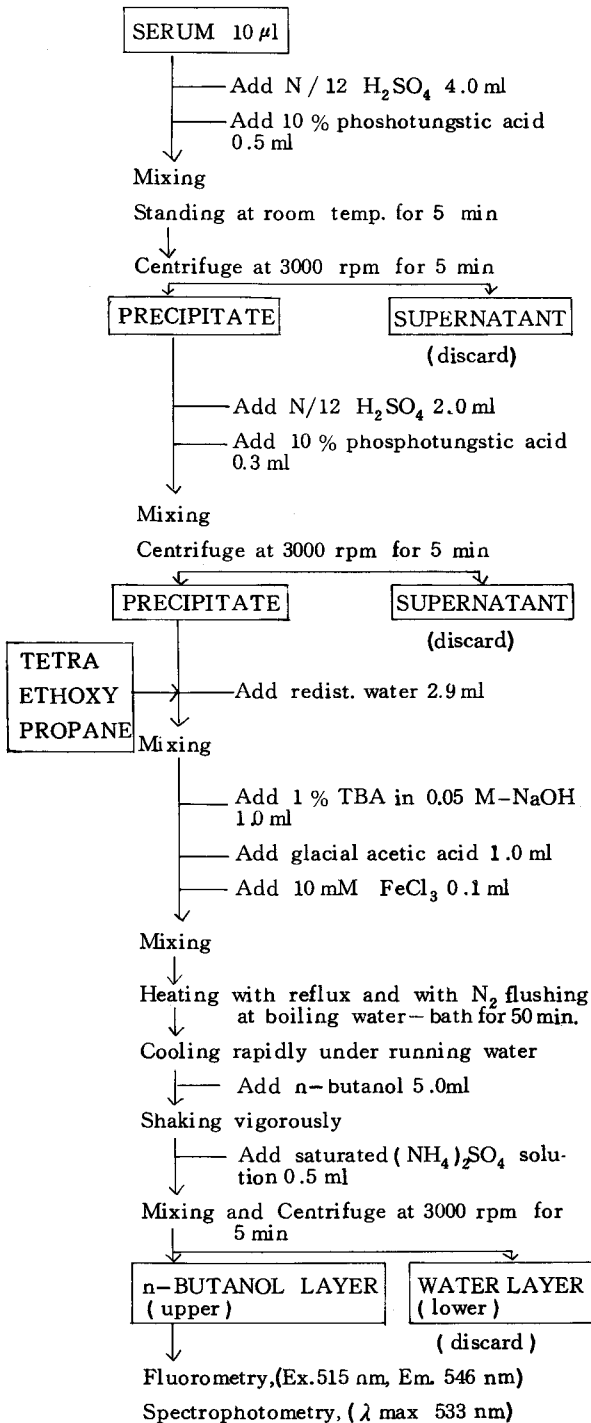 SERUM 10 μl
Add N/12 H₂SO₄ 4.0 ml
Add 10 % phoshotungstic acid
0.5 ml
Mixing
Standing at room temp. for 5 min
Centrifuge at 3000 rpm for 5 min
PRECIPITATE
SUPERNATANT
(discard)
Add N/12 H₂SO₄ 2.0 ml
Add 10 % phosphotungstic acid
0.3 ml
Mixing
Centrifuge at 3000 rpm for 5 min
PRECIPITATE
SUPERNATANT
(discard)
TETRA
ETHOXY
PROPANE
Add redist. water 2.9 ml
Mixing
Add 1 % TBA in 0.05 M-NaOH
1.0 ml
Add glacial acetic acid 1.0 ml
Add 10 mM FeCl₃ 0.1 ml
Mixing
Heating with reflux and with N₂ flushing
at boiling water-bath for 50 min.
Cooling rapidly under running water
Add n-butanol 5.0ml
Shaking vigorously
Add saturated (NH₄)₂SO₄ solu-
tion 0.5 ml
Mixing and Centrifuge at 3000 rpm for
5 min
n-BUTANOL LAYER
(upper)
WATER LAYER
(lower)
(discard)
Fluorometry,(Ex.515 nm, Em. 546 nm)
Spectrophotometry, (λ max 533 nm)